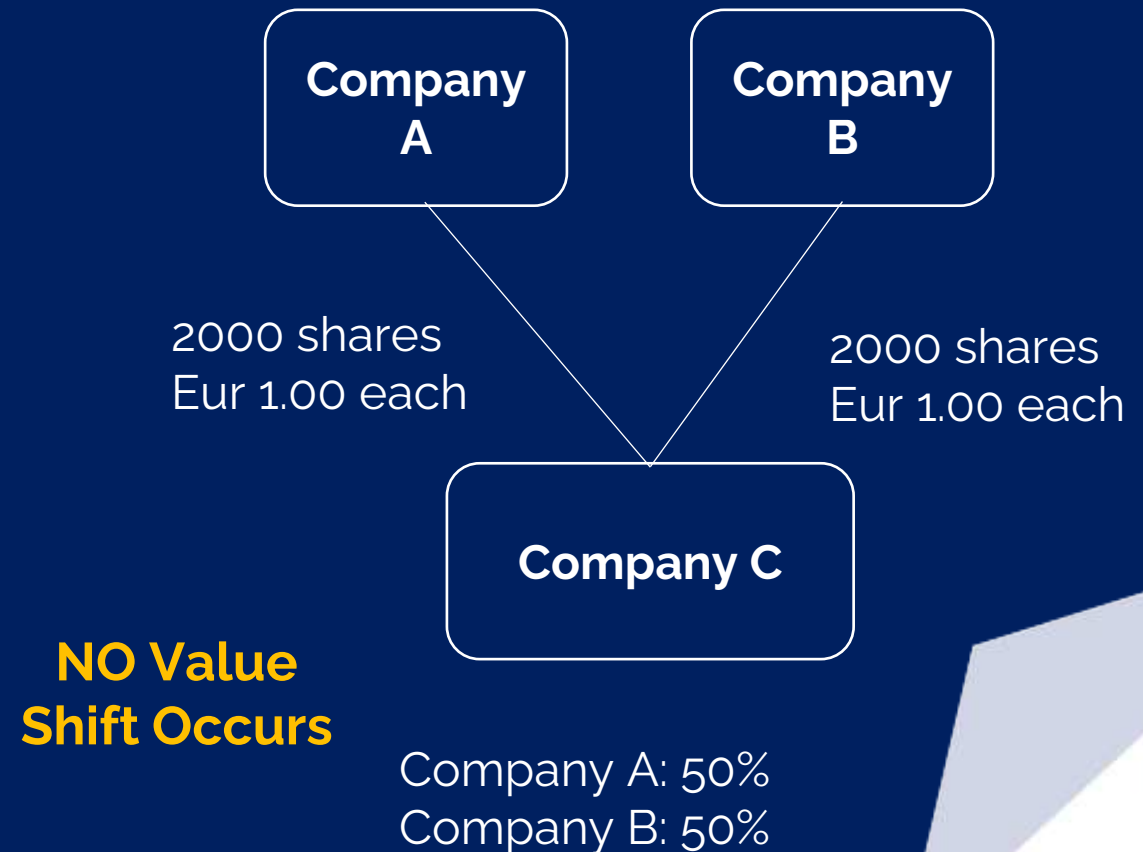 Company
A
Company
B
2000 shares
Eur 1.00 each
2000 shares
Eur 1.00 each
Company C
NO Value
Shift Occurs
Company A: 50%
Company B: 50%